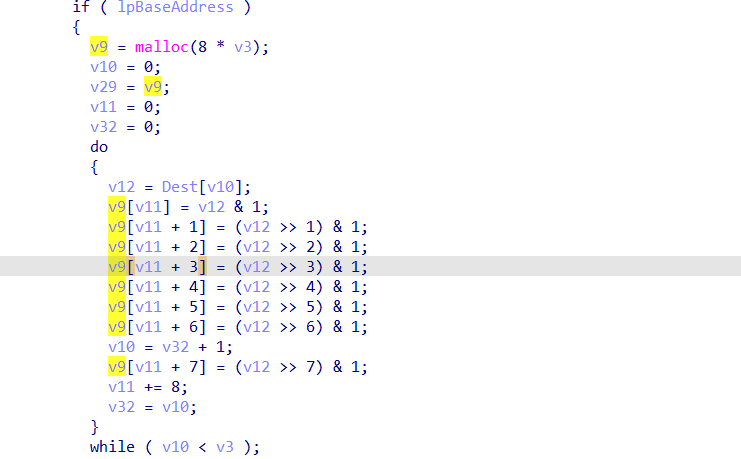 if ( lpBaseAddress )
{
v9 = malloc(8 * v3);
v10 = 0;
v29 = v9;
v11 = 0;
v32 = 0;
do
{
v12 = Dest[v10];
v9[v11] = v12 & 1;
v9[v11 + 1] = (v12 >> 1) & 1;
v9[v11 + 2] = (v12 >> 2) & 1;
v9[v11 + 3] = (v12 >> 3) & 1;
v9[v11 + 4] = (v12 >> 4) & 1;
v9[v11 + 5] = (v12 >> 5) & 1;
v9[v11 + 6] = (v12 >> 6) & 1;
v10 = v32 + 1;
v9[v11 + 7] = (v12 >> 7) & 1;
v11 += 8;
v32 = v10;
}
while ( v10 < v3 );